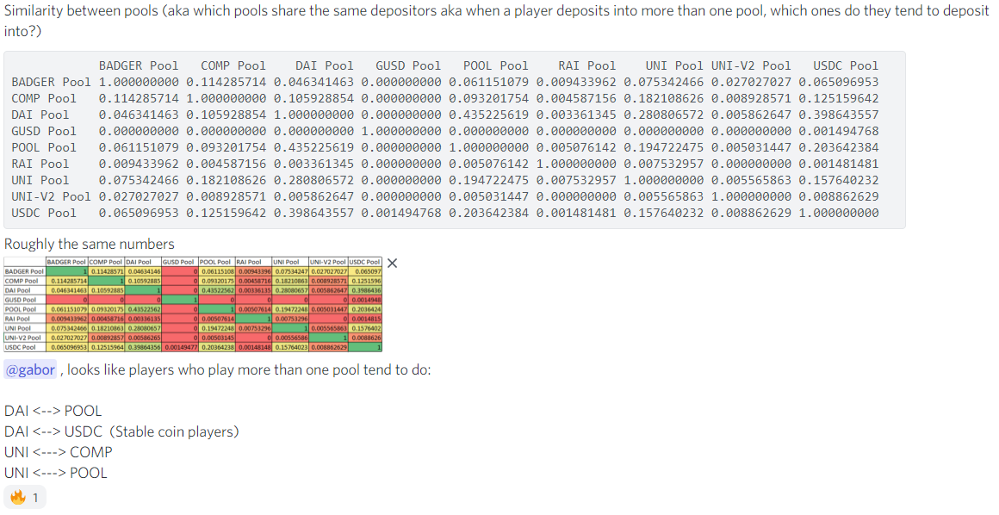 Similarity between pools (aka which pools share the same depositors aka when a player deposits into more than one pool, which ones do they tend to deposit
into?)
BADGER Pool COMP Pool DAI Pool GUSD Pool POOL Pool RAI Pool UNI Pool UNI-V2 Pool USDC Pool
BADGER Pool 1.000000000 0.114285714 0.046341463 0.000000000 0.061151079 0.009433962 0.075342466 0.027027027 0.065096953
COMP Pool 0.114285714 1.000000000 0.105928854 0.000000000 0.093201754 0.004587156 0.182108626 0.008928571 0.125159642
DAI Pool 0.046341463 0.105928854 1.000000000 0.000000000 0.435225619 0.003361345 0.280806572 0.005862647 0.398643557
GUSD Pool 0.000000000 0.000000000 0.000000000 1.000000000 0.000000000 0.000000000 0.000000000 0.000000000 0.001494768
POOL Pool 0.061151079 0.093201754 0.435225619 0.000000000 1.000000000 0.005076142 0.194722475 0.005031447 0.203642384
RAI Pool 0.009433962 0.004587156 0.003361345 0.000000000 0.005076142 1.000000000 0.007532957 0.000000000 0.001481481
UNI Pool 0.075342466 0.182108626 0.280806572 0.000000000 0.194722475 0.007532957 1.000000000 0.005565863 0.157640232
UNI-V2 Pool 0.027027027 0.008928571 0.005862647 0.000000000 0.005031447 0.000000000 0.005565863 1.000000000 0.008862629
USDC Pool 0.065096953 0.125159642 0.398643557 0.001494768 0.203642384 0.001481481 0.157640232 0.008862629 1.000000000
Roughly the same numbers
BADGER Pool COMP Pool DAI Pool GUSD Pool POOL Pool RAI Pool UNI Pool UNI-V2 Pool USDC Pool
BADGER Pool 1 0.11428571 0.04634146 0 0.06115108 0.00943396 0.07534247 0.027027027 0.065097
COMP Pool 0.114285714 1 0.10592885 0 0.09320175 0.00458716 0.18210863 0.008928571 0.1251596
DAI Pool 0.046341463 0.10592885 1 0 0.43522562 0.00336135 0.28080657 0.005862647 0.3986436
GUSD Pool 0 0 0 1 0 0 0 0 0.0014948
POOL Pool 0.061151079 0.09320175 0.43522562 0 1 0.00507614 0.19472248 0.005031447 0.2036424
RAI Pool 0.009433962 0.00458716 0.00336135 0 0.00507614 1 0.00753296 0 0.0014815
UNI Pool 0.075342466 0.18210863 0.28080657 0 0.19472248 0.00753296 1 0.005565863 0.1576402
UNI-V2 Pool 0.027027027 0.00892857 0.00586265 0 0.00503145 0 0.00556586 1 0.0088626
USDC Pool 0.065096953 0.12515964 0.39864356 0.00149477 0.20364238 0.00148148 0.15764023 0.008862629 1
@gabor , looks like players who play more than one pool tend to do:
DAI <--> POOL
DAI <--> USDC (Stable coin players)
UNI <---> COMP
UNI <---> POOL
1